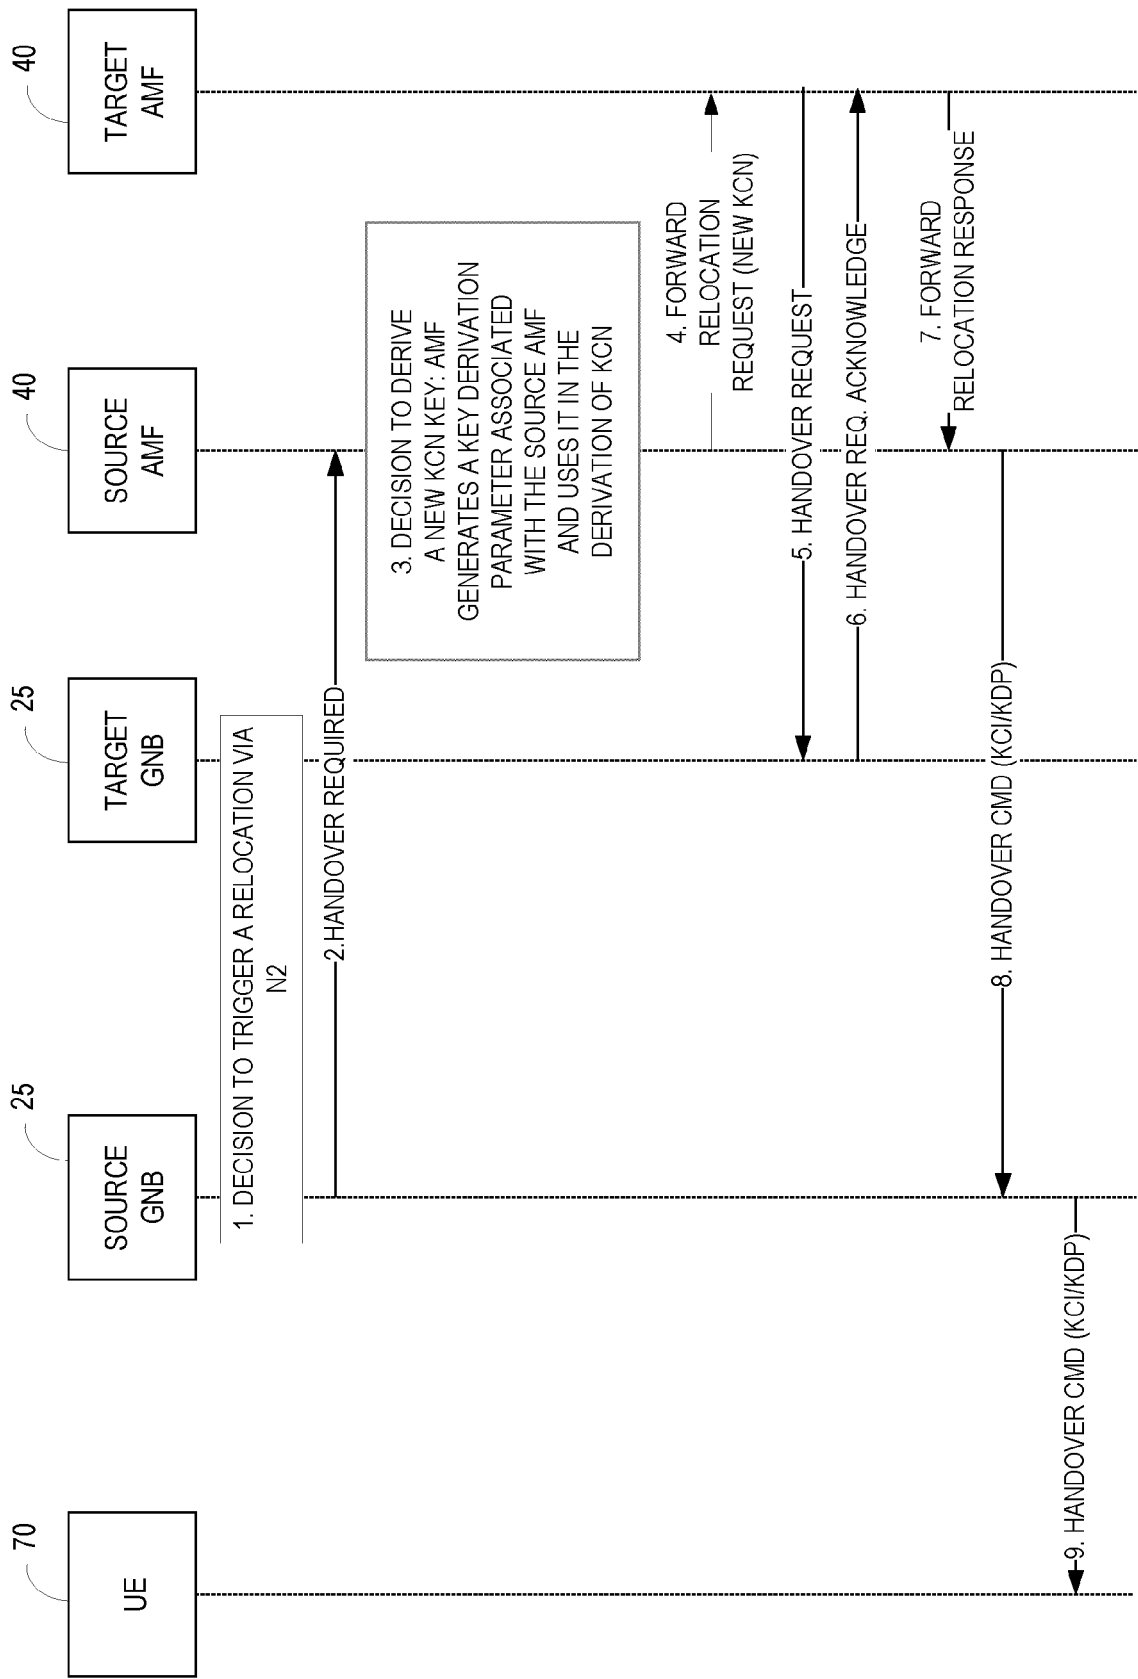 70
25
25
40
40
UE
SOURCE
GNB
TARGET
GNB
SOURCE
AMF
TARGET
AMF
1. DECISION TO TRIGGER A RELOCATION VIA
N2
2.HANDOVER REQUIRED
3. DECISION TO DERIVE
A NEW KCN KEY: AMF
GENERATES A KEY DERIVATION
PARAMETER ASSOCIATED
WITH THE SOURCE AMF
AND USES IT IN THE
DERIVATION OF KCN
4. FORWARD
RELOCATION
REQUEST (NEW KCN)
5. HANDOVER REQUEST
6. HANDOVER REQ. ACKNOWLEDGE
7. FORWARD
RELOCATION RESPONSE
8. HANDOVER CMD (KCI/KDP)
9. HANDOVER CMD (KCI/KDP)